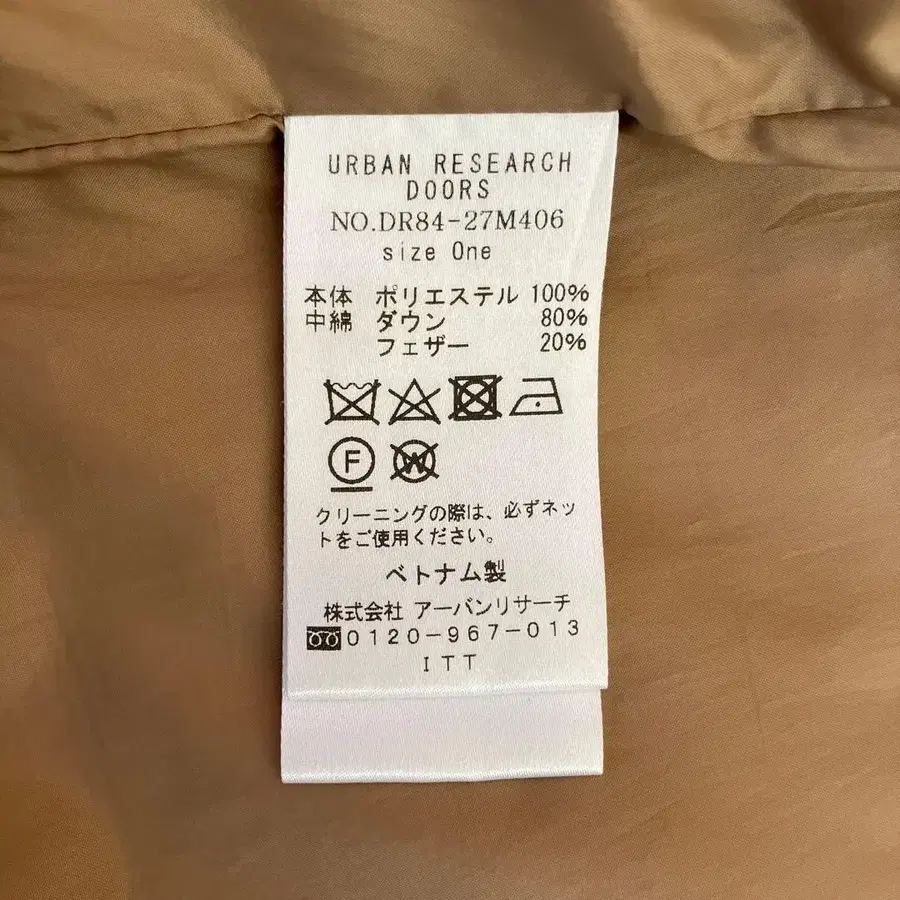 URBAN RESEARCH
DOORS
NO.DR84-27M406
size One
本体 ポリエステル 100%
中綿 ダウン 80%
フェザー 20%
F W
クリーニングの際は、必ずネッ
トをご使用ください。
ベトナム製
株式会社 アーバンリサーチ
0120-967-013
ITT